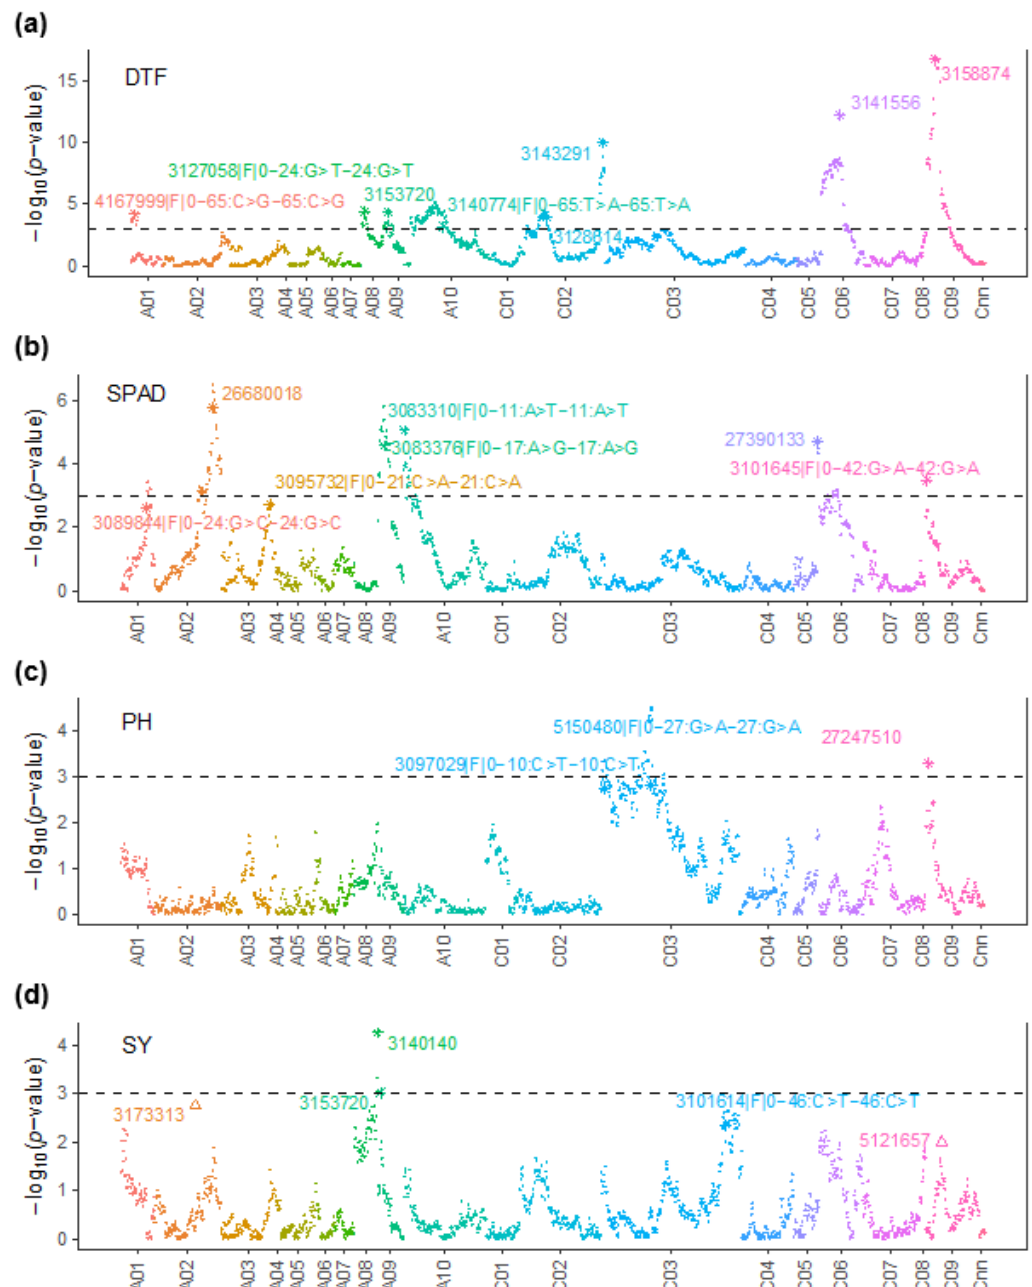 (a)
DTF
15
10
5
0
−log10(p−value)
3158874
3141556
3143291
3127058|F|0−24:G>T−24:G>T
3153720
4167999|F|0−65:C>G−65:C>G
3140774|F|0−65:T>A−65:T>A
3128614
A01 A02 A03 A04 A05 A06 A07 A08 A09 A10 C01 C02 C03 C04 C05 C06 C07 C08 C09 Cnn
(b)
SPAD
6
4
2
0
−log10(p−value)
26680018
3083310|F|0−11:A>T−11:A>T
3083376|F|0−17:A>G−17:A>G
27390133
3101645|F|0−42:G>A−42:G>A
3095732|F|0−21:C>A−21:C>A
3089844|F|0−24:G>C−24:G>C
A01 A02 A03 A04 A05 A06 A07 A08 A09 A10 C01 C02 C03 C04 C05 C06 C07 C08 C09 Cnn
(c)
PH
4
3
2
1
0
−log10(p−value)
5150480|F|0−27:G>A−27:G>A
27247510
3097029|F|0−10:C>T−10:C>T
A01 A02 A03 A04 A05 A06 A07 A08 A09 A10 C01 C02 C03 C04 C05 C06 C07 C08 C09 Cnn
(d)
SY
4
3
2
1
0
−log10(p−value)
3140140
3173313
3153720
3101614|F|0−46:C>T−46:C>T
5121657
A01 A02 A03 A04 A05 A06 A07 A08 A09 A10 C01 C02 C03 C04 C05 C06 C07 C08 C09 Cnn